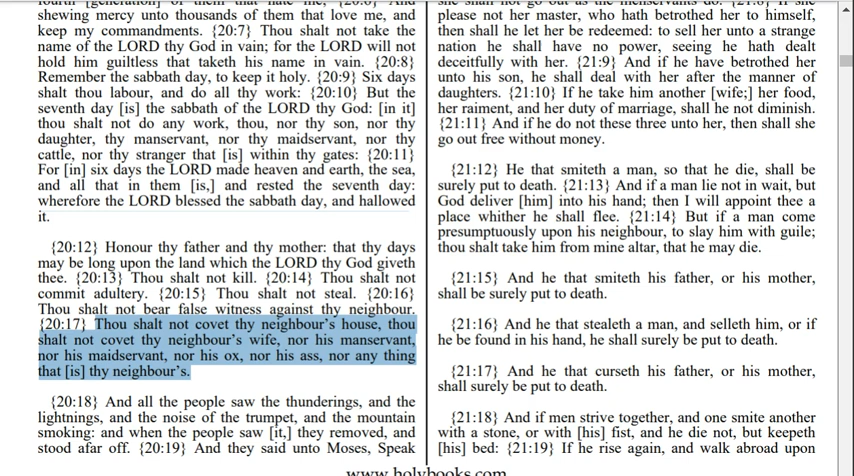 shewing mercy unto thousands of them that love me, and
keep my commandments. {20:7} Thou shalt not take the
name of the LORD thy God in vain; for the LORD will not
hold him guiltless that taketh his name in vain. {20:8}
Remember the sabbath day, to keep it holy. {20:9} Six days
shalt thou labour, and do all thy work: {20:10} But the
seventh day [is] the sabbath of the LORD thy God: [in it]
thou shalt not do any work, thou, nor thy son, nor thy
daughter, thy manservant, nor thy maidservant, nor thy
cattle, nor thy stranger that [is] within thy gates: {20:11}
For [in] six days the LORD made heaven and earth, the sea,
and all that in them [is,] and rested the seventh day:
wherefore the LORD blessed the sabbath day, and hallowed
it.
{20:12} Honour thy father and thy mother: that thy days
may be long upon the land which the LORD thy God giveth
thee. {20:13} Thou shalt not kill. {20:14} Thou shalt not
commit adultery. {20:15} Thou shalt not steal. {20:16}
Thou shalt not bear false witness against thy neighbour.
{20:17} Thou shalt not covet thy neighbour's house, thou
shalt not covet thy neighbour's wife, nor his manservant,
nor his maidservant, nor his ox, nor his ass, nor any thing
that [is] thy neighbour's.
{20:18} And all the people saw the thunderings, and the
lightnings, and the noise of the trumpet, and the mountain
smoking: and when the people saw [it,] they removed, and
stood afar off. {20:19} And they said unto Moses, Speak
please not her master, who hath betrothed her to himself,
then shall he let her be redeemed: to sell her unto a strange
nation he shall have no power, seeing he hath dealt
deceitfully with her. {21:9} And if he have betrothed her
unto his son, he shall deal with her after the manner of
daughters. {21:10} If he take him another [wife;] her food,
her raiment, and her duty of marriage, shall he not diminish.
{21:11} And if he do not these three unto her, then shall she
go out free without money.
{21:12} He that smiteth a man, so that he die, shall be
surely put to death. {21:13} And if a man lie not in wait, but
God deliver [him] into his hand; then I will appoint thee a
place whither he shall flee. {21:14} But if a man come
presumptuously upon his neighbour, to slay him with guile;
thou shalt take him from mine altar, that he may die.
{21:15} And he that smiteth his father, or his mother,
shall be surely put to death.
{21:16} And he that stealeth a man, and selleth him, or if
he be found in his hand, he shall surely be put to death.
{21:17} And he that curseth his father, or his mother,
shall surely be put to death.
{21:18} And if men strive together, and one smite another
with a stone, or with [his] fist, and he die not, but keepeth
[his] bed: {21:19} If he rise again, and walk abroad upon
www.holybooks.com